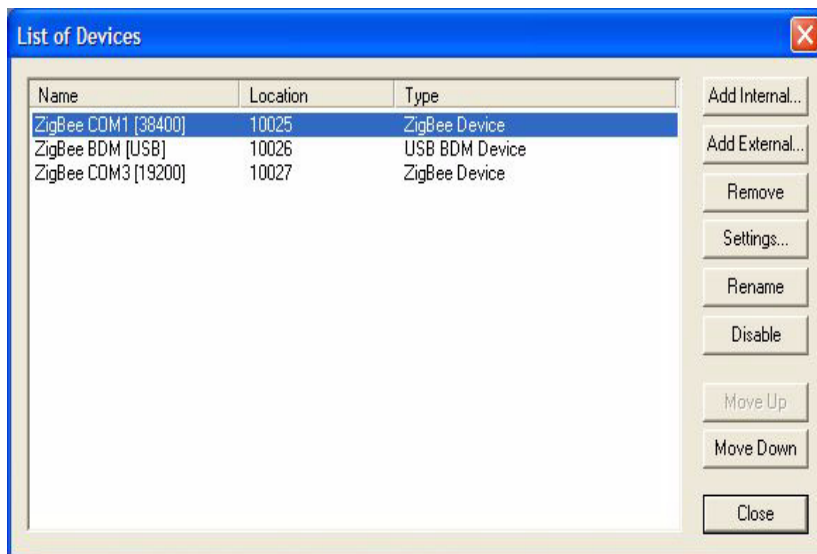 List of Devices
Name Location Type
ZigBee COM1 [38400] 10025 ZigBee Device
ZigBee BDM [USB] 10026 USB BDM Device
ZigBee COM3 [19200] 10027 ZigBee Device
Add Internal...
Add External...
Remove
Settings...
Rename
Disable
Move Up
Move Down
Close